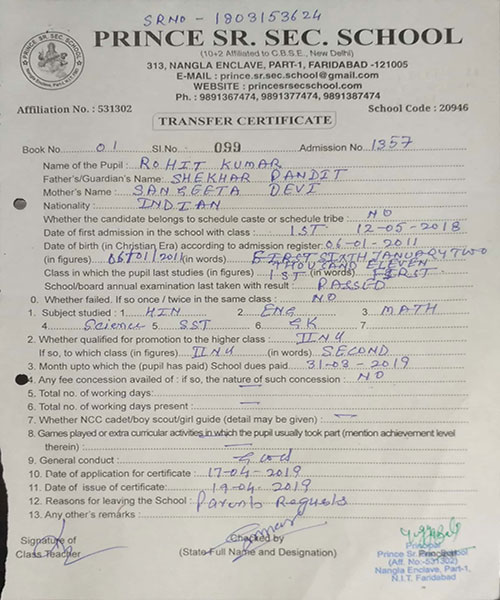 SRNO - 1803153624
PRINCE SR. SEC. SCHOOL
(10+2 Affiliated to C.B.S.E., New Delhi)
313, NANGLA ENCLAVE, PART-1, FARIDABAD -121005
E-MAIL : prince.sr.sec.school@gmail.com
WEBSITE : princesrsecschool.com
Ph. : 9891367474, 9891377474, 9891387474
Affiliation No. : 531302 School Code : 20946
TRANSFER CERTIFICATE
Book No. 01 Sl.No. 099 Admission No. 1357
Name of the Pupil : ROHIT KUMAR
Father's/Guardian's Name: SHEKHAR PANDIT
Mother's Name : SANGEETA DEVI
Nationality : INDIAN
Whether the candidate belongs to schedule caste or schedule tribe : NO
Date of first admission in the school with class : 1ST 12-05-2018
Date of birth (in Christian Era) according to admission register: 06-01-2011
(in figures) 06/01/2011 (in words) FIRST SIXTH JANUARY TWO THOUSAND ELEVEN
Class in which the pupil last studies (in figures) 1ST (in words) FIRST
School/board annual examination last taken with result : PASSED
0. Whether failed. If so once / twice in the same class : NO
1. Subject studied : 1. HIN 2. ENG 3. MATH
4. Science 5. SST 6. GK 7. —
2. Whether qualified for promotion to the higher class : IInd
If so, to which class (in figures) IInd (in words) SECOND
3. Month upto which the (pupil has paid) School dues paid 31-03-2019
4. Any fee concession availed of : if so, the nature of such concession : NO
5. Total no. of working days: —
6. Total no. of working days present : —
7. Whether NCC cadet/boy scout/girl guide (detail may be given) : —
8. Games played or extra curricular activities in which the pupil usually took part (mention achievement level
therein) : —
9. General conduct : Good
10. Date of application for certificate : 17-04-2019
11. Date of issue of certificate : 19-04-2019
12. Reasons for leaving the School : Parents Requests
13. Any other's remarks :
Signature of Checked by
Class Teacher (State Full Name and Designation)
Principal
Prince Sr. Sec. School
(Aff. No:-531302)
Nangla Enclave, Part-1,
N.I.T. Faridabad